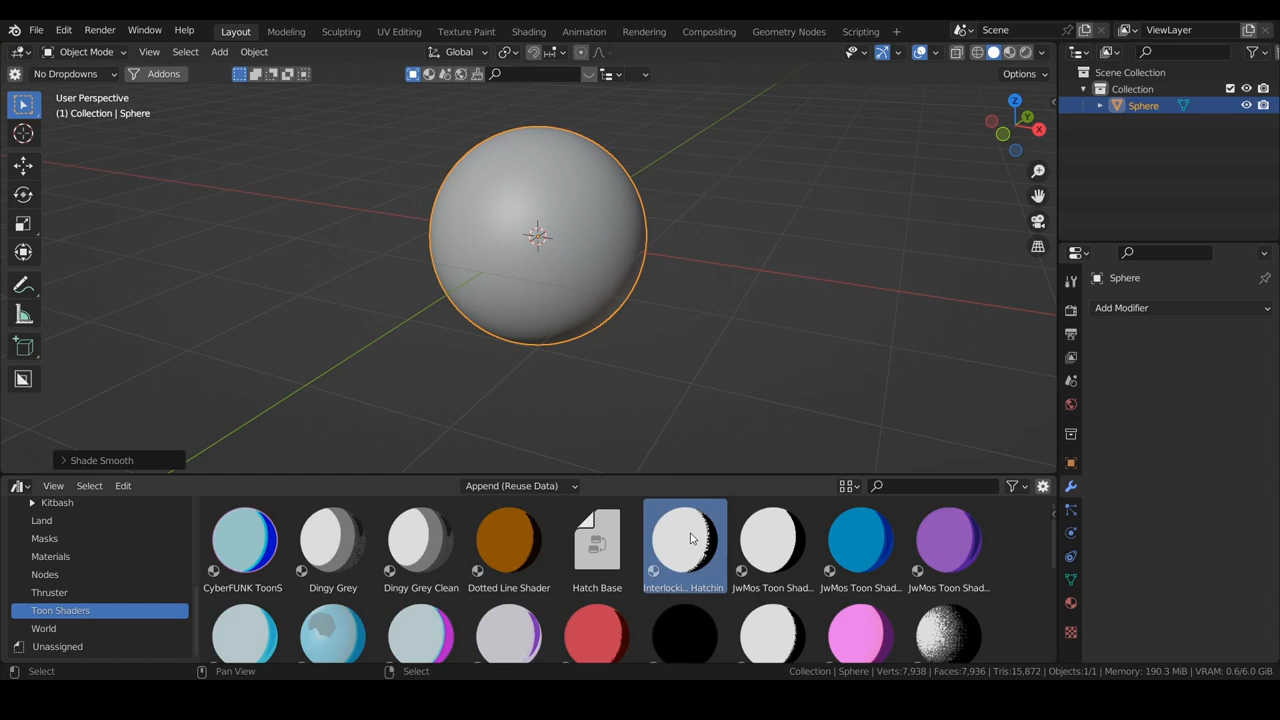 File Edit Render Window Help Layout Modeling Sculpting UV Editing Texture Paint Shading Animation Rendering Compositing Geometry Nodes Scripting + Scene ViewLayer
Object Mode View Select Add Object Global
No Dropdowns Addons Options
Scene Collection
Collection
Sphere
User Perspective
(1) Collection | Sphere
Z
Y
X
Sphere
Add Modifier
Shade Smooth
View Select Edit Append (Reuse Data)
Kitbash
Land
Masks
Materials
Nodes
Thruster
Toon Shaders
World
Unassigned
CyberFUNK ToonS Dingy Grey Dingy Grey Clean Dotted Line Shader Hatch Base Interlocki... Hatchin JwMos Toon Shad... JwMos Toon Shad... JwMos Toon Shad...
Select Pan View Select Collection | Sphere | Verts:7,938 | Faces:7,936 | Tris:15,872 | Objects:1/1 | Memory: 190.3 MiB | VRAM: 0.6/6.0 GiB